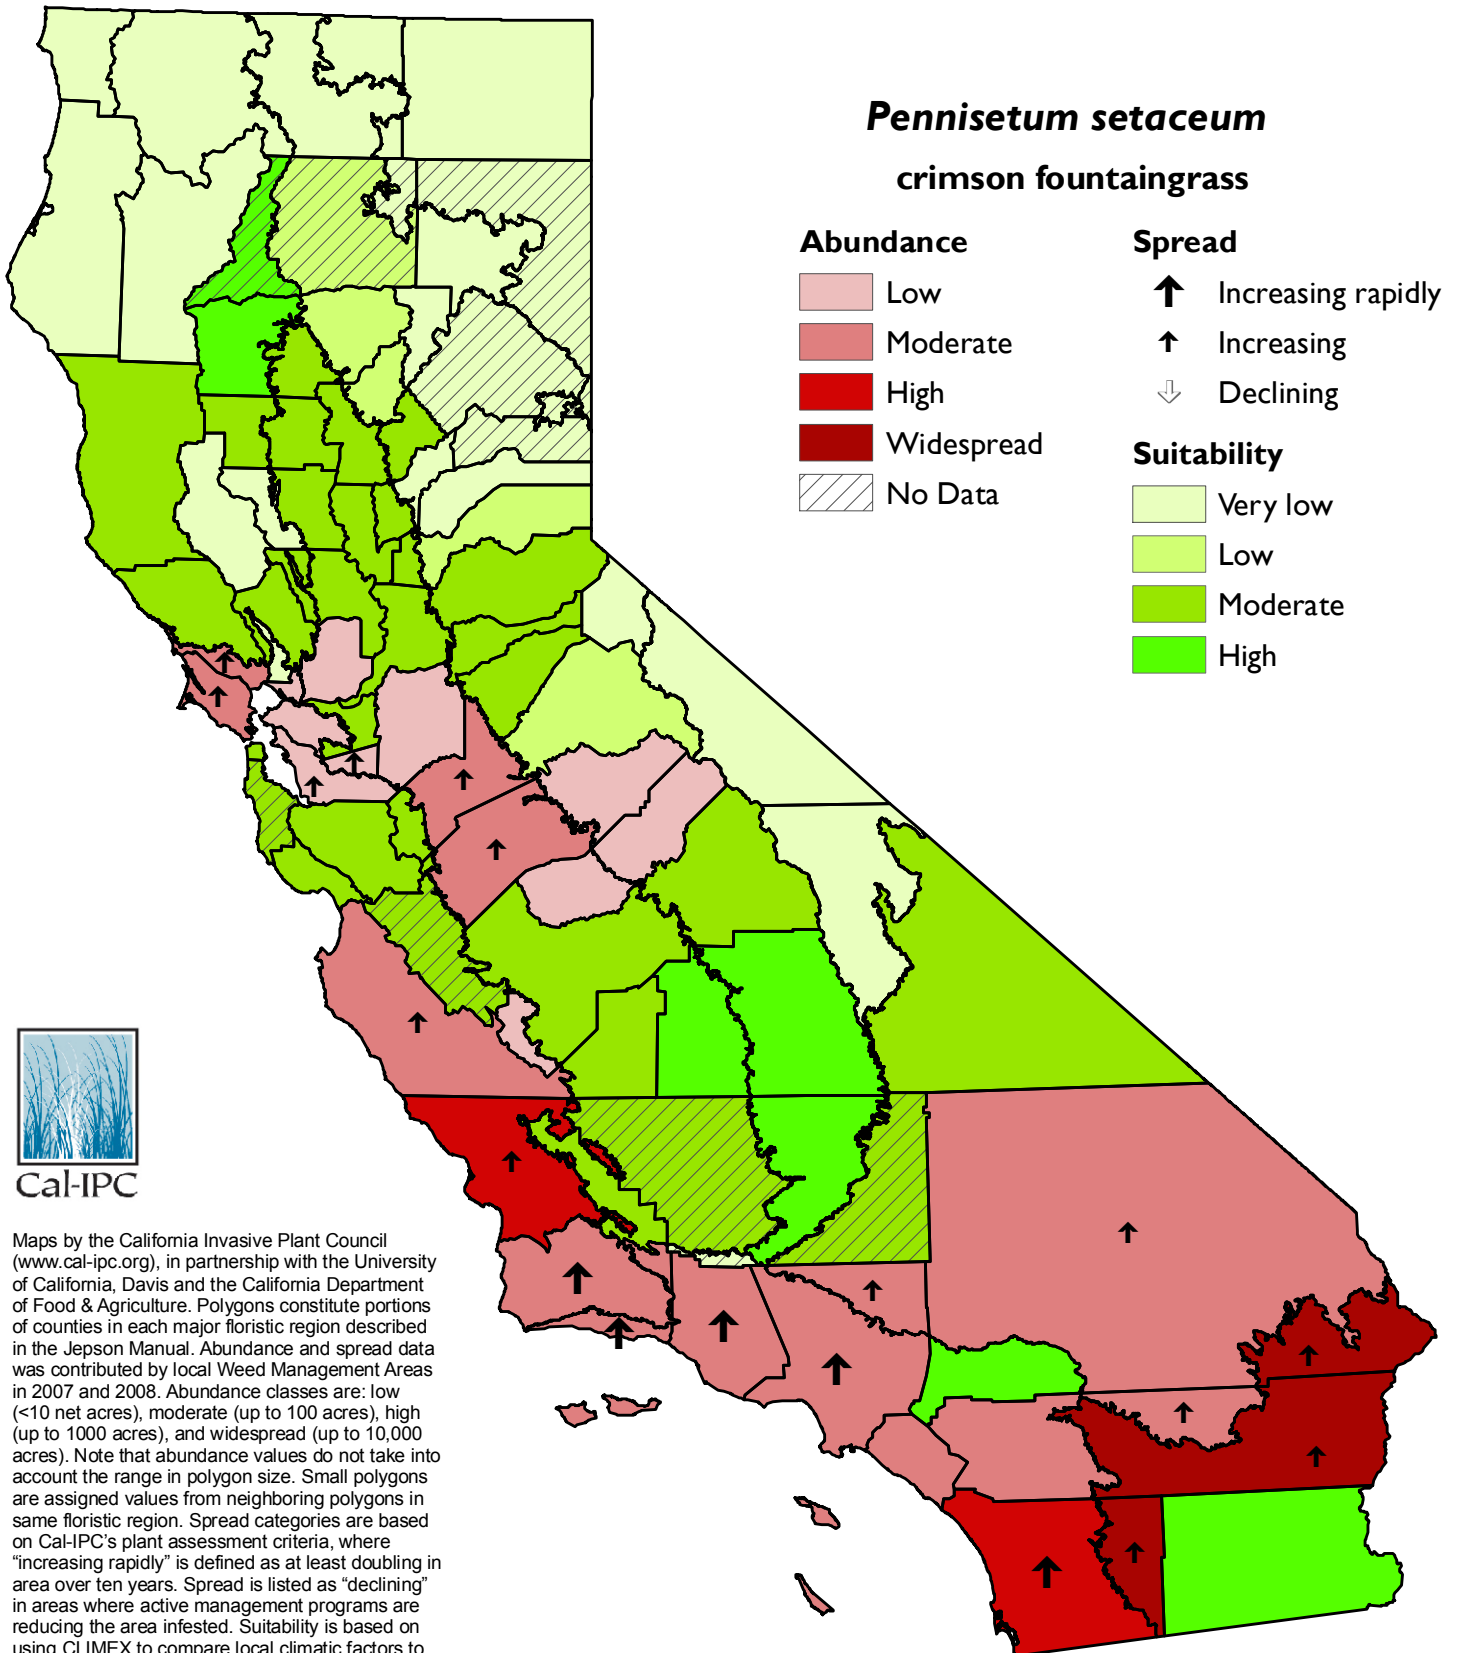 Pennisetum setaceum
crimson fountaingrass
Abundance
Low
Moderate
High
Widespread
No Data
Spread
Increasing rapidly
Increasing
Declining
Suitability
Very low
Low
Moderate
High
Cal-IPC
Maps by the California Invasive Plant Council
(www.cal-ipc.org), in partnership with the University
of California, Davis and the California Department
of Food & Agriculture. Polygons constitute portions
of counties in each major floristic region described
in the Jepson Manual. Abundance and spread data
was contributed by local Weed Management Areas
in 2007 and 2008. Abundance classes are: low
(<10 net acres), moderate (up to 100 acres), high
(up to 1000 acres), and widespread (up to 10,000
acres). Note that abundance values do not take into
account the range in polygon size. Small polygons
are assigned values from neighboring polygons in
same floristic region. Spread categories are based
on Cal-IPC's plant assessment criteria, where
“increasing rapidly” is defined as at least doubling in
area over ten years. Spread is listed as “declining”
in areas where active management programs are
reducing the area infested. Suitability is based on
using CLIMEX to compare local climatic factors to